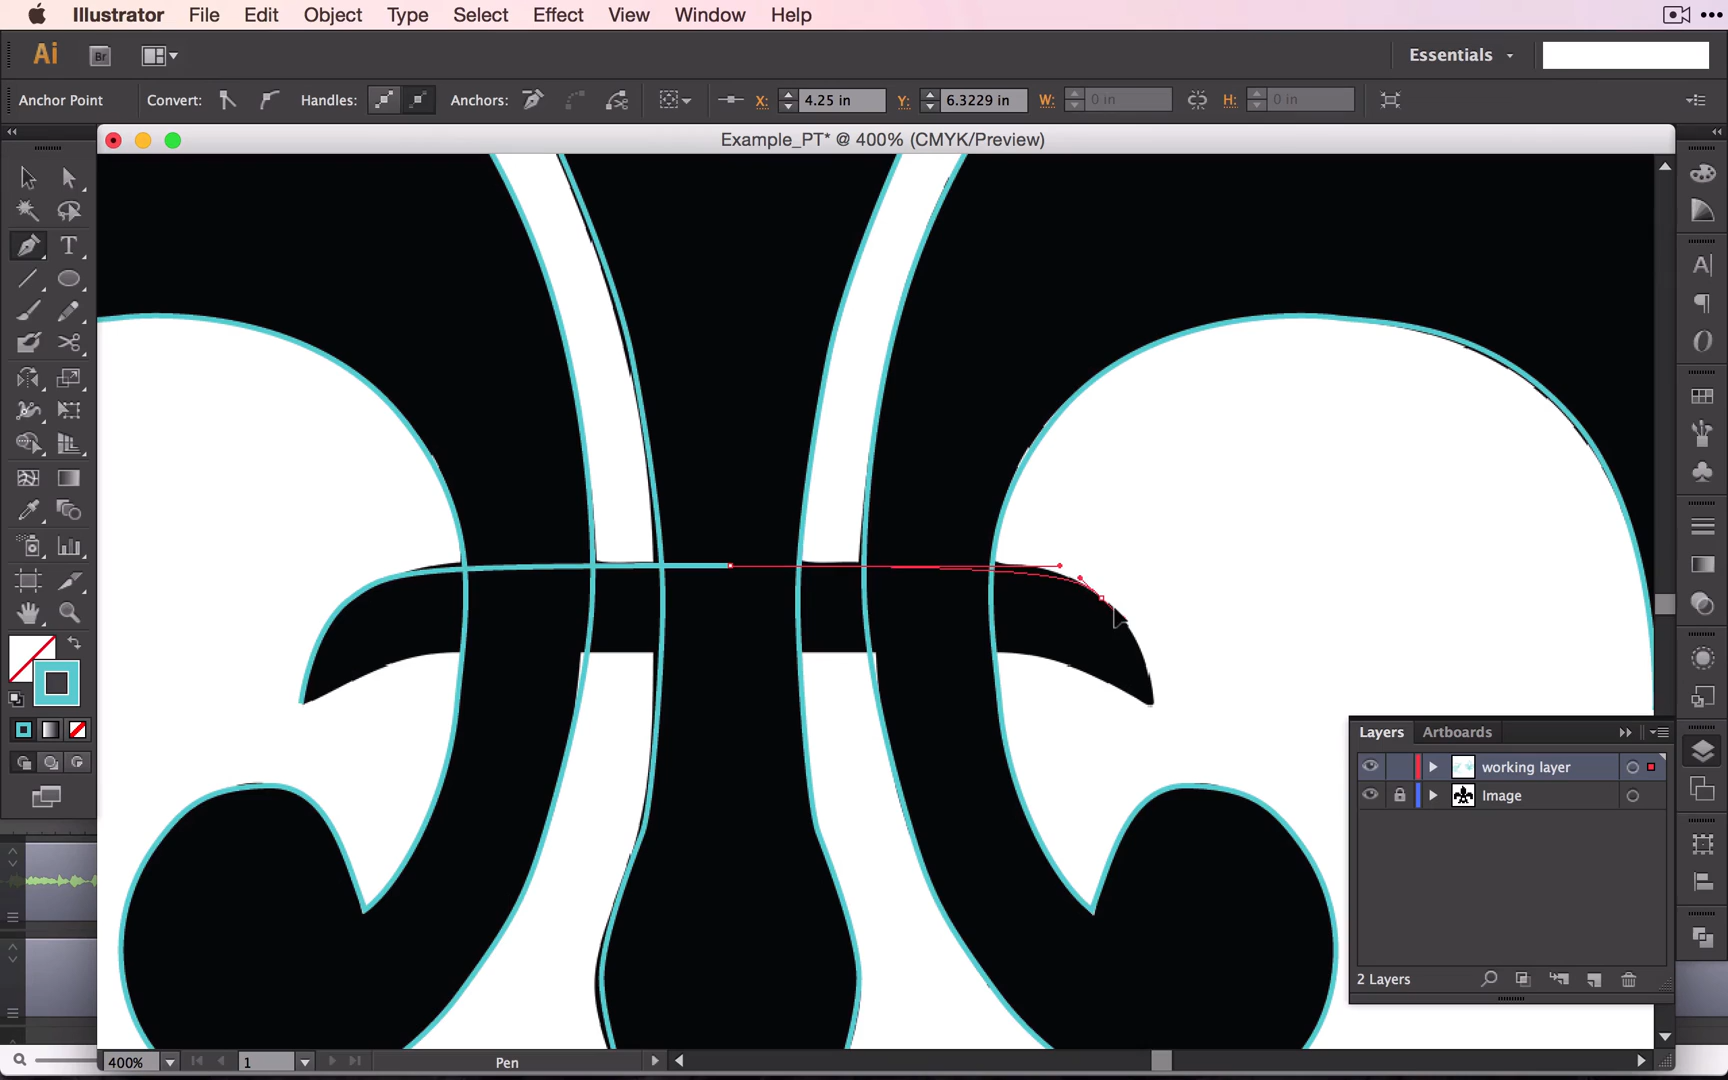 Illustrator File Edit Object Type Select Effect View Window Help
Ai Br Essentials
Anchor Point Convert: Handles: Anchors: X: 4.25 in Y: 6.3229 in W: 0 in H: 0 in
Example_PT* @ 400% (CMYK/Preview)
T
A
O
Layers Artboards
working layer
Image
2 Layers
400% 1 Pen